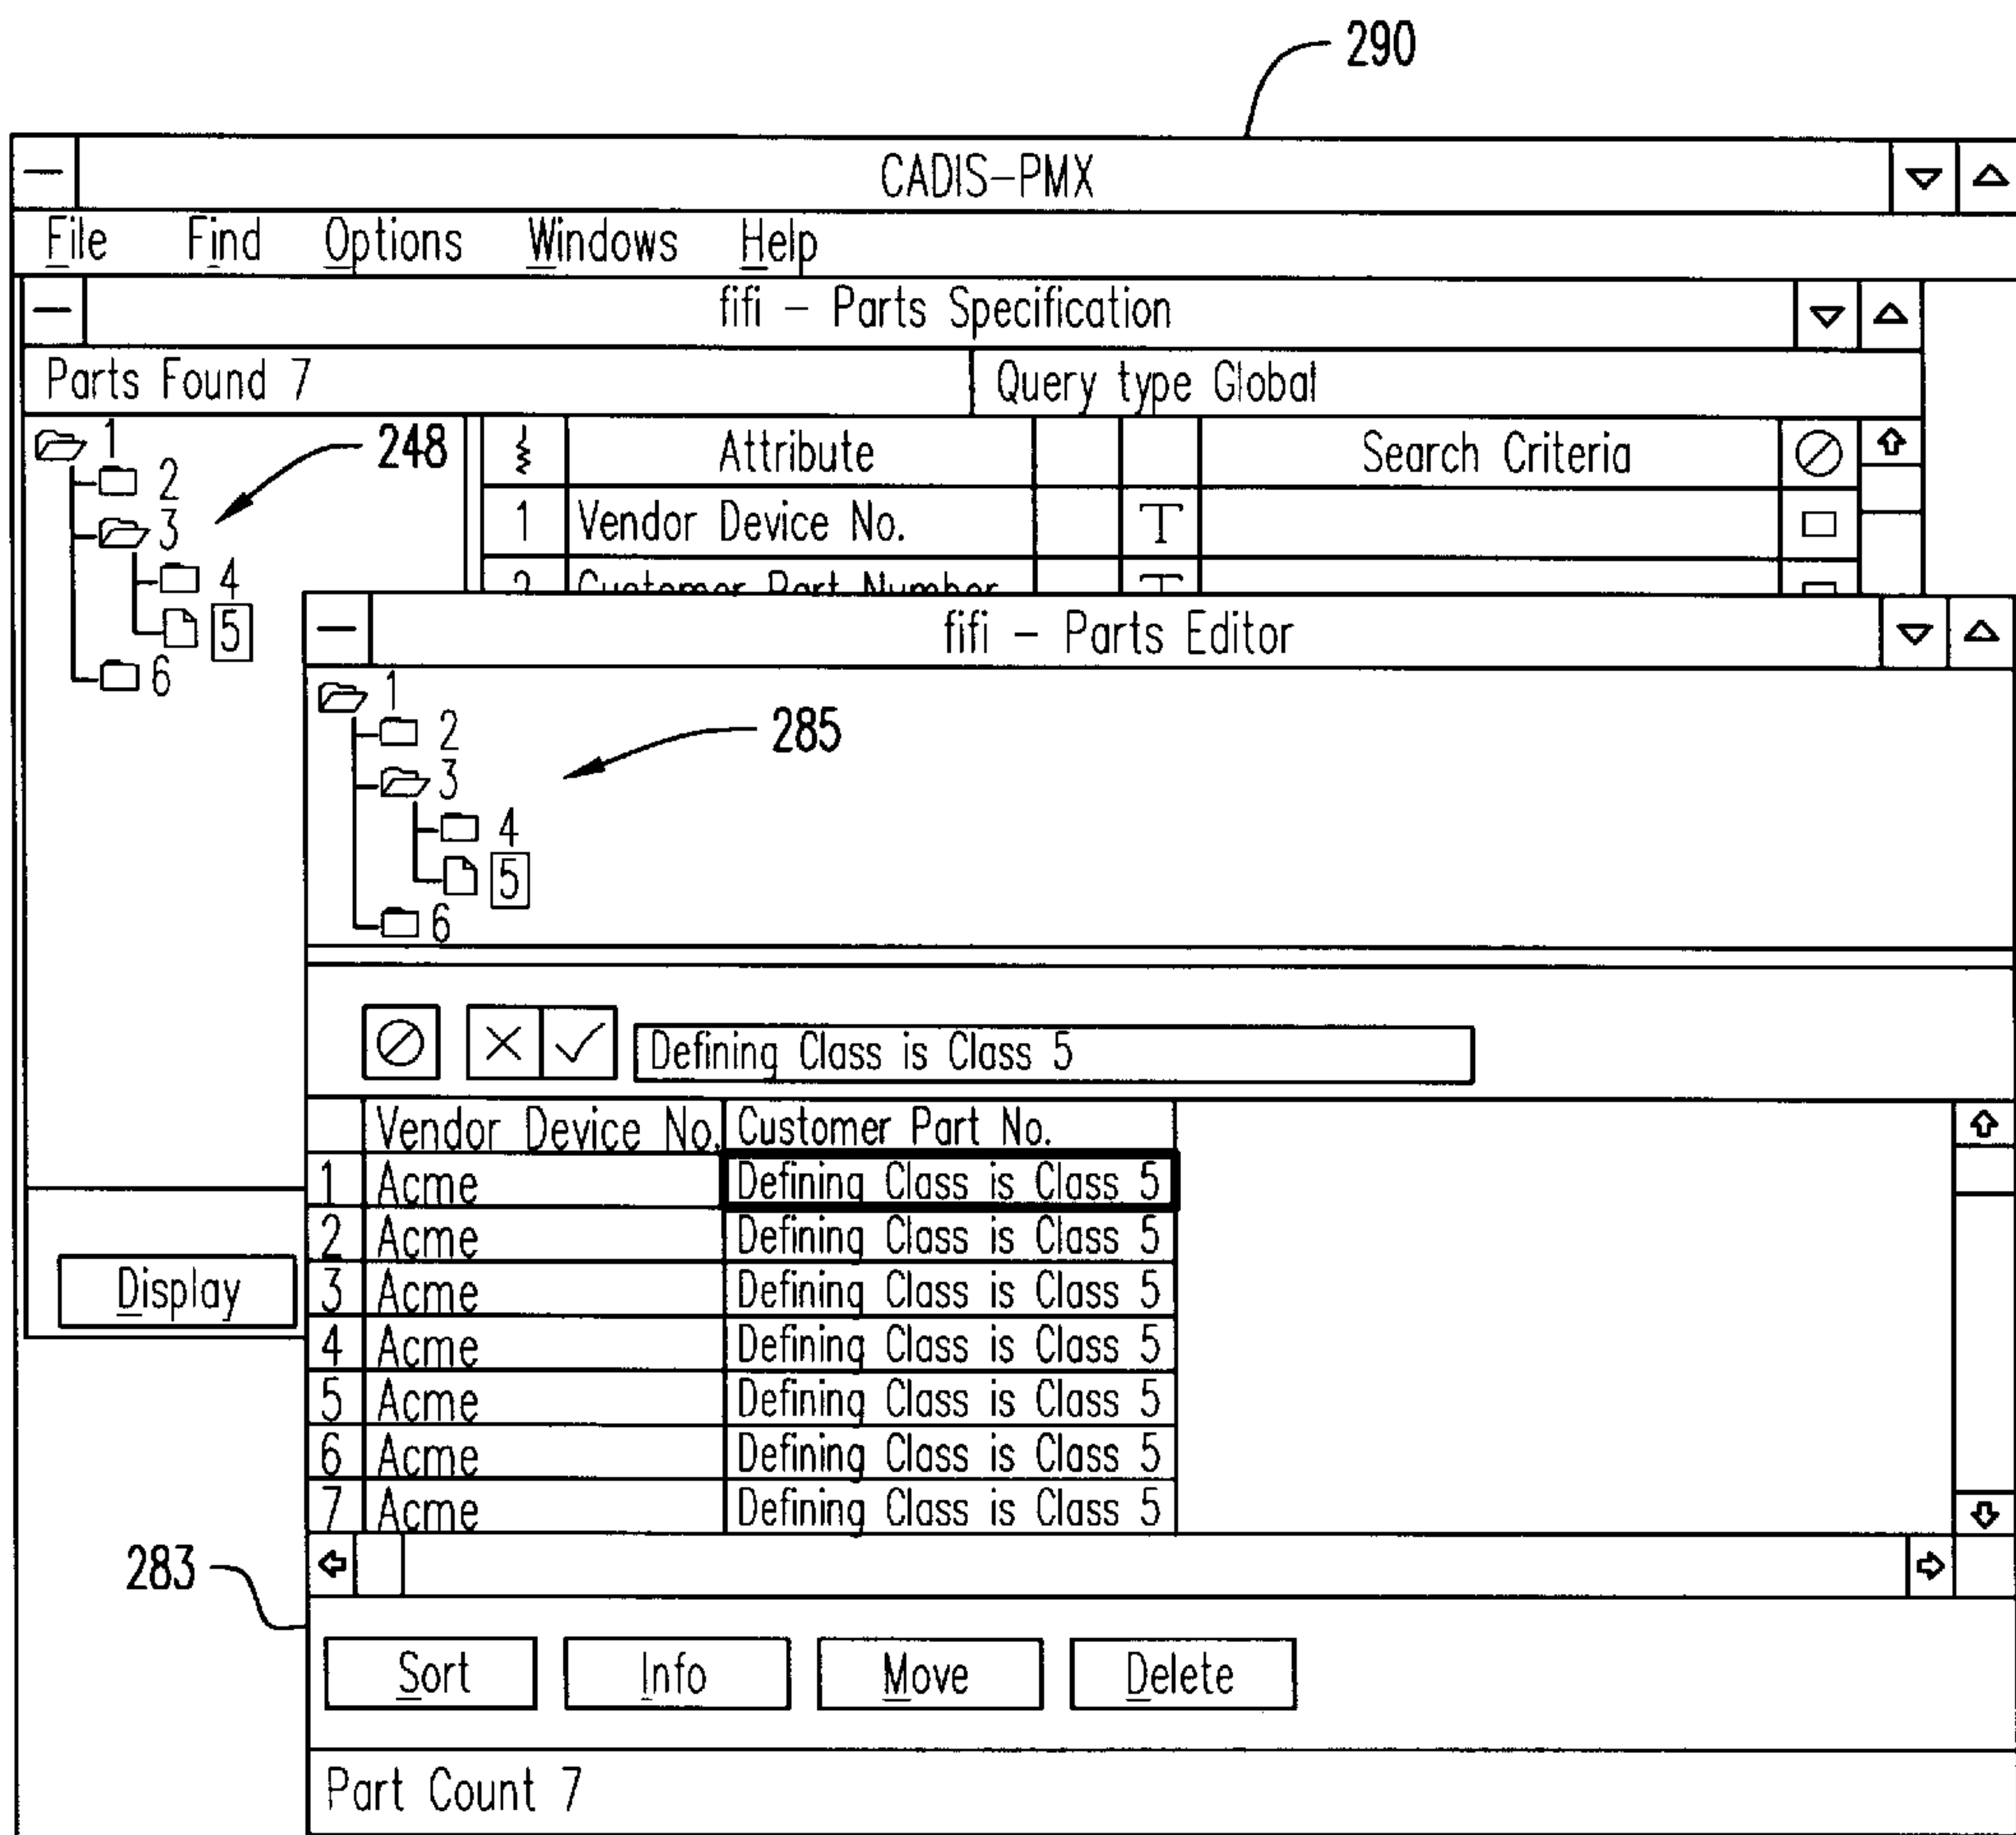 290
CADIS-PMX
File Find Options Windows Help
fifi - Parts Specification
Parts Found 7 Query type Global
1
2
3
4
5
6
248
Attribute Search Criteria
1 Vendor Device No. T
2 Customer Part Number T
fifi - Parts Editor
1
2
3
4
5
6
285
Defining Class is Class 5
Vendor Device No. Customer Part No.
1 Acme Defining Class is Class 5
2 Acme Defining Class is Class 5
3 Acme Defining Class is Class 5
4 Acme Defining Class is Class 5
5 Acme Defining Class is Class 5
6 Acme Defining Class is Class 5
7 Acme Defining Class is Class 5
Display
283
Sort Info Move Delete
Part Count 7